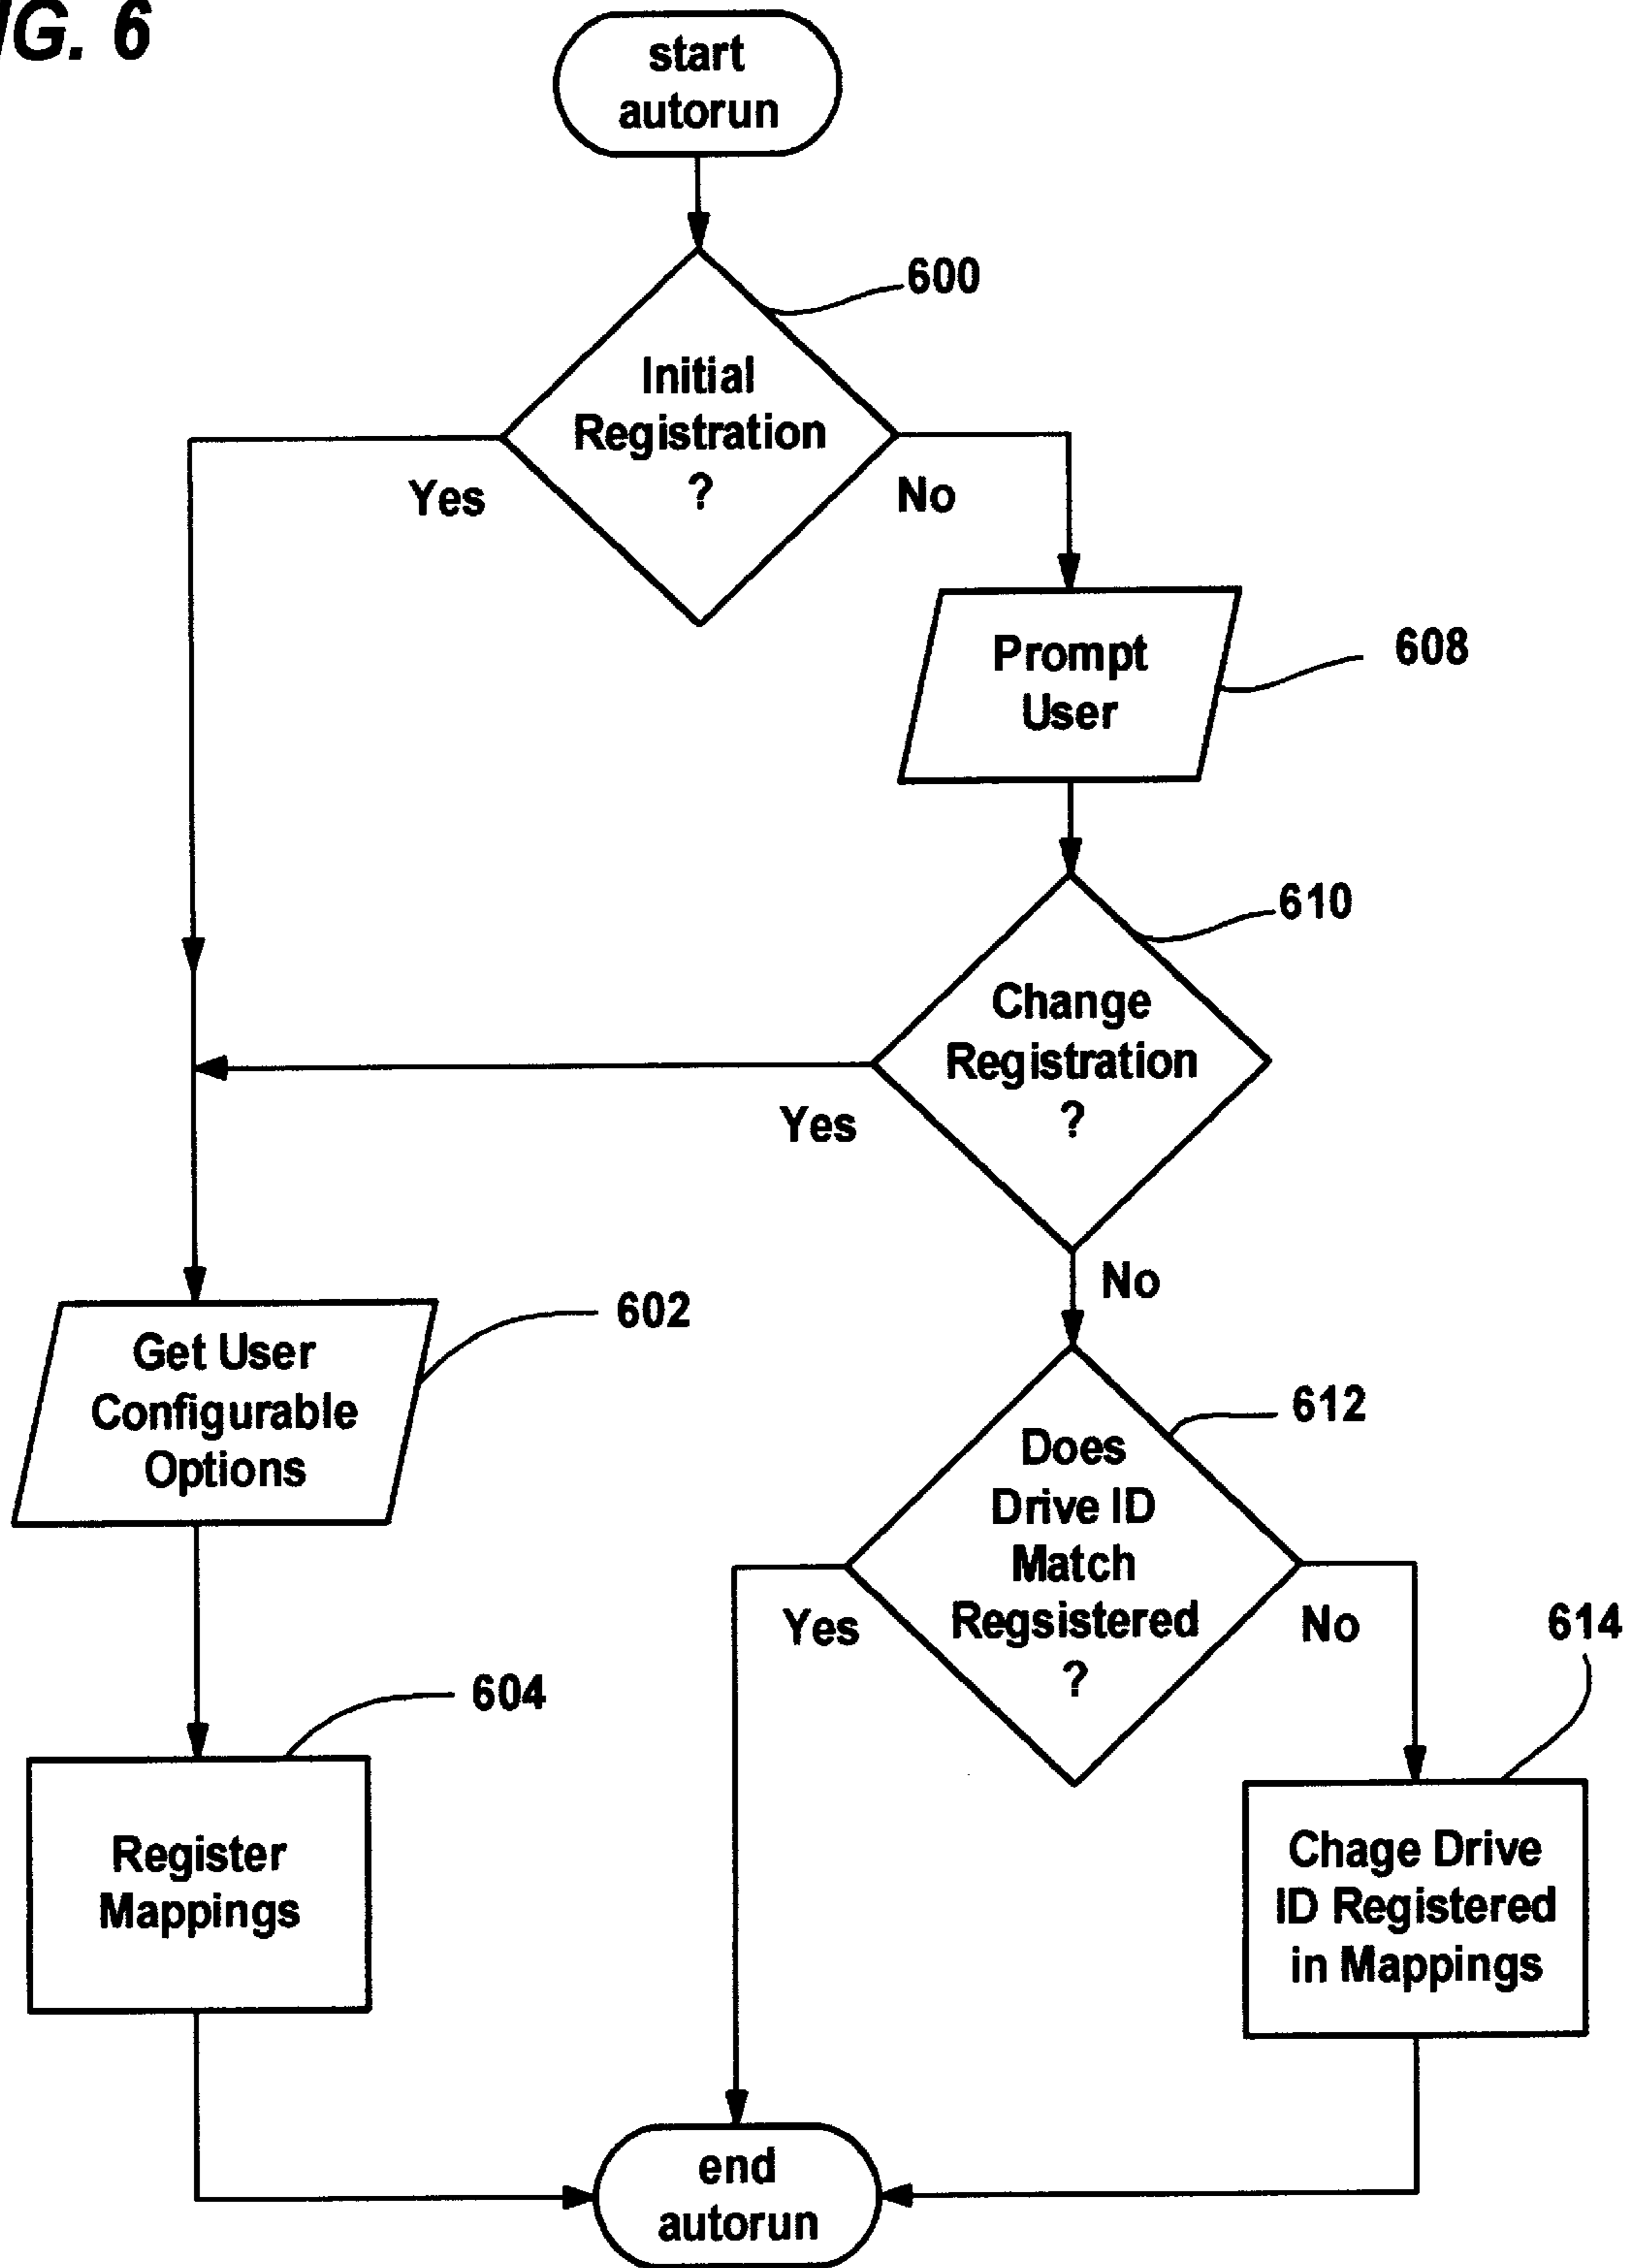 FIG. 6
start
autorun
600
Initial
Registration
?
Yes
No
Prompt
User
608
610
Change
Registration
?
Yes
No
Get User
Configurable
Options
602
612
Does
Drive ID
Match
Regsistered
?
Yes
No
614
604
Register
Mappings
Chage Drive
ID Registered
in Mappings
end
autorun